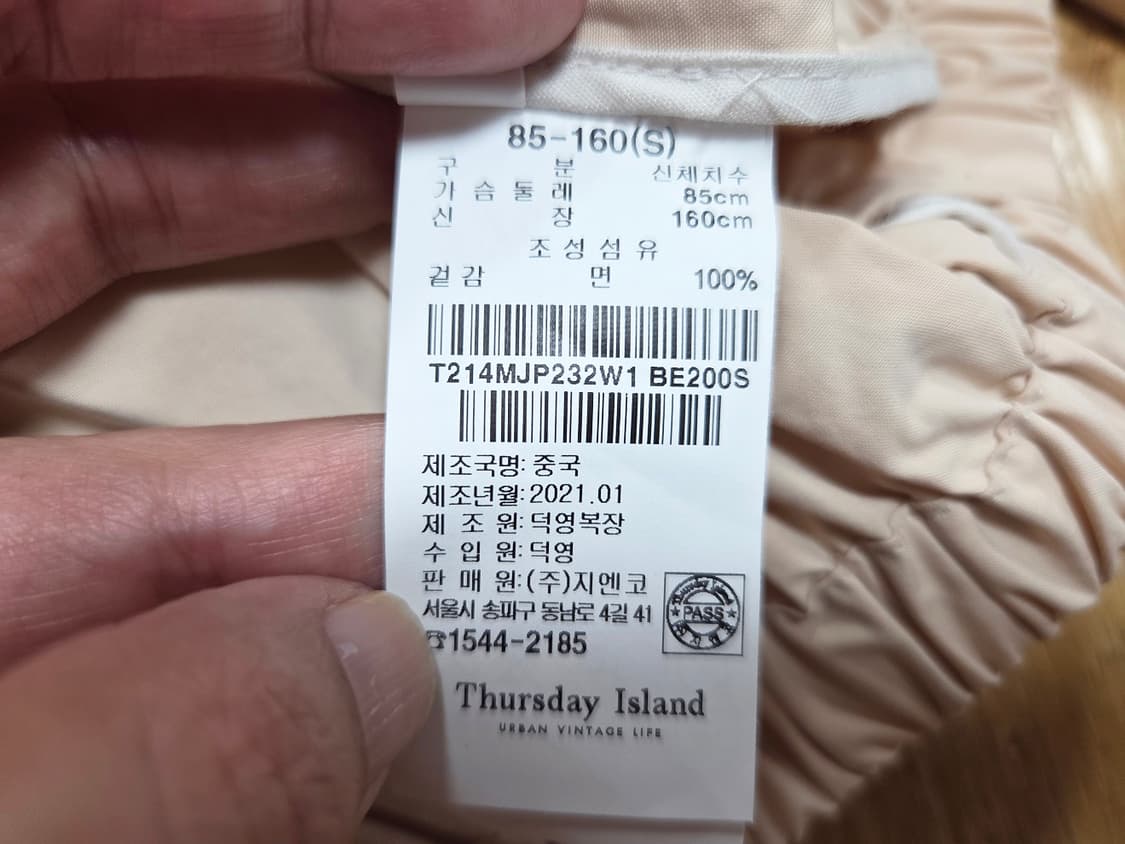 85-160(S)
구 분 신체치수
가슴둘레 85cm
신 장 160cm
조성섬유
겉감 면 100%
T214MJP232W1 BE200S
제조국명: 중국
제조년월: 2021.01
제 조 원: 덕영복장
수 입 원: 덕영
판 매 원: (주)지엔코
서울시 송파구 동남로 4길 41
☎1544-2185
Thursday Island
PASS
Thursday Island
URBAN VINTAGE LIFE